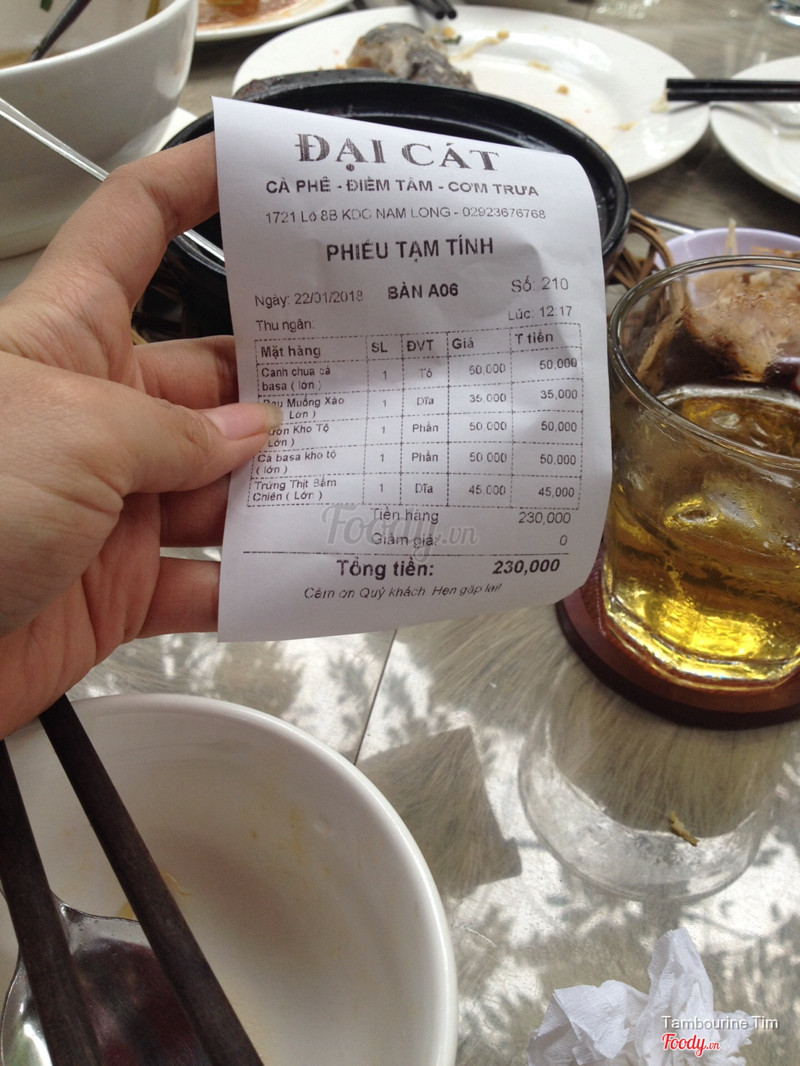 ĐẠI CÁT
CÀ PHÊ - ĐIỂM TÂM - CƠM TRƯA
1721 Lô 8B KDC NAM LONG - 02923676768
PHIẾU TẠM TÍNH
Ngày: 22/01/2018 BÀN A06 Số: 210
Thu ngân: Lúc: 12:17
Mặt hàng SL ĐVT Giá T tiền
Canh chua cá basa ( lớn ) 1 Tô 50,000 50,000
Muống Xào Lớn ) 1 Dĩa 35,000 35,000
Kho Tộ Lớn ) 1 Phần 50,000 50,000
Cá basa kho tộ ( lớn ) 1 Phần 50,000 50,000
Trứng Thịt Bằm Chiên ( Lớn ) 1 Dĩa 45,000 45,000
Tiền hàng 230,000
Giảm giá: 0
Tổng tiền: 230,000
Cảm ơn Quý khách. Hẹn gặp lại!
Foody.vn
Tambourine Tim
Foody.vn